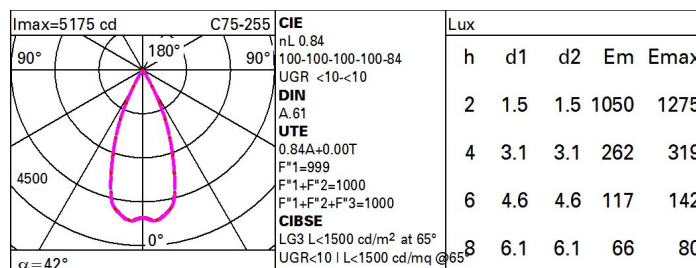 Imax=5175 cd C75-255
90° 180° 90°
4500
0°
α=42°
CIE
nL 0.84
100-100-100-100-84
UGR <10-<10
DIN
A.61
UTE
0.84A+0.00T
F"1=999
F"1+F"2=1000
F"1+F"2+F"3=1000
CIBSE
LG3 L<1500 cd/m² at 65°
UGR<10 | L<1500 cd/mq @65°
Lux
h d1 d2 Em Emax
2 1.5 1.5 1050 1275
4 3.1 3.1 262 319
6 4.6 4.6 117 142
8 6.1 6.1 66 80